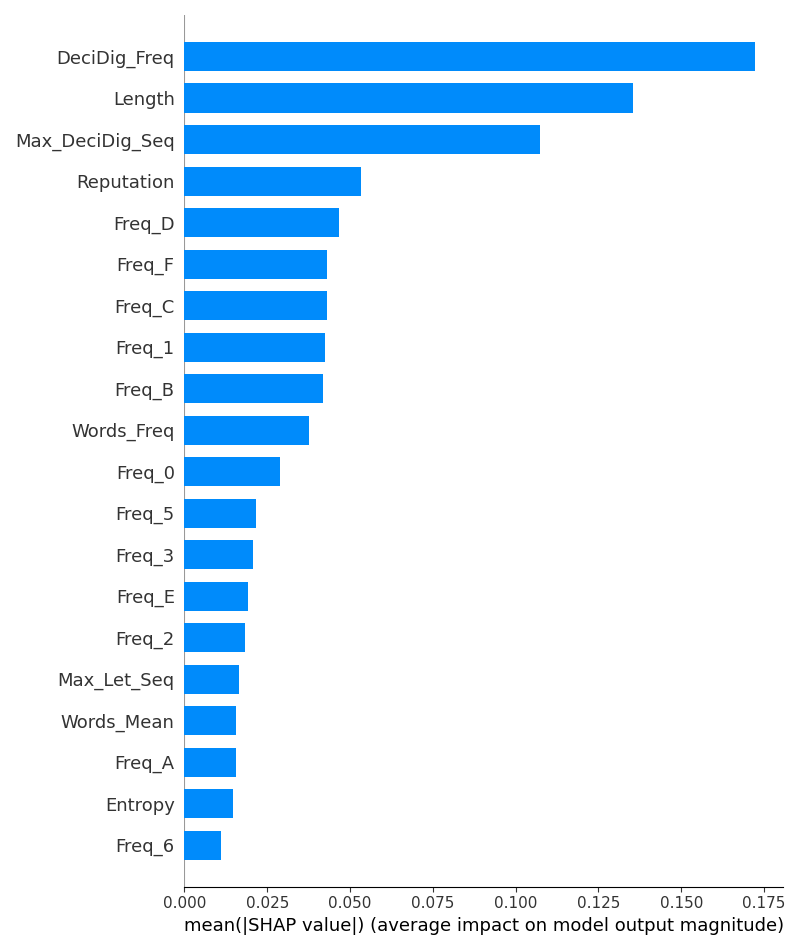 DeciDig_Freq
Length
Max_DeciDig_Seq
Reputation
Freq_D
Freq_F
Freq_C
Freq_1
Freq_B
Words_Freq
Freq_0
Freq_5
Freq_3
Freq_E
Freq_2
Max_Let_Seq
Words_Mean
Freq_A
Entropy
Freq_6
0.000 0.025 0.050 0.075 0.100 0.125 0.150 0.175
mean(|SHAP value|) (average impact on model output magnitude)